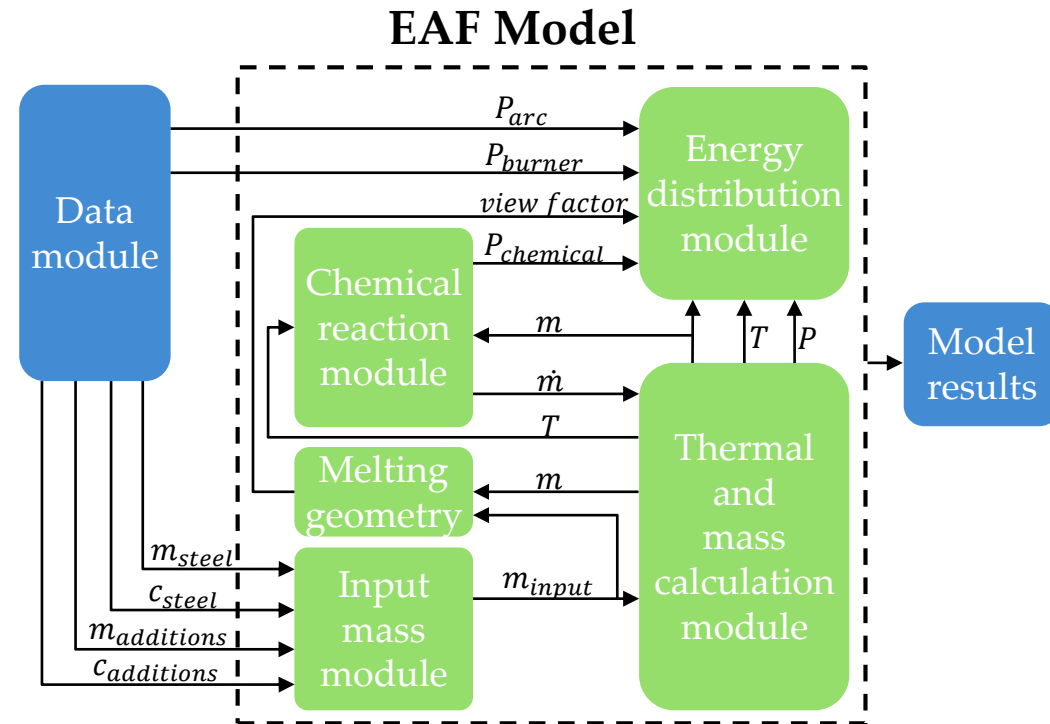 EAF Model
Data
module
P_arc
P_burner
view factor
P_chemical
Energy
distribution
module
Chemical
reaction
module
m
ṁ
T
T
P
Model
results
Melting
geometry
m
Thermal
and
mass
calculation
module
m_steel
c_steel
m_additions
c_additions
Input
mass
module
m_input